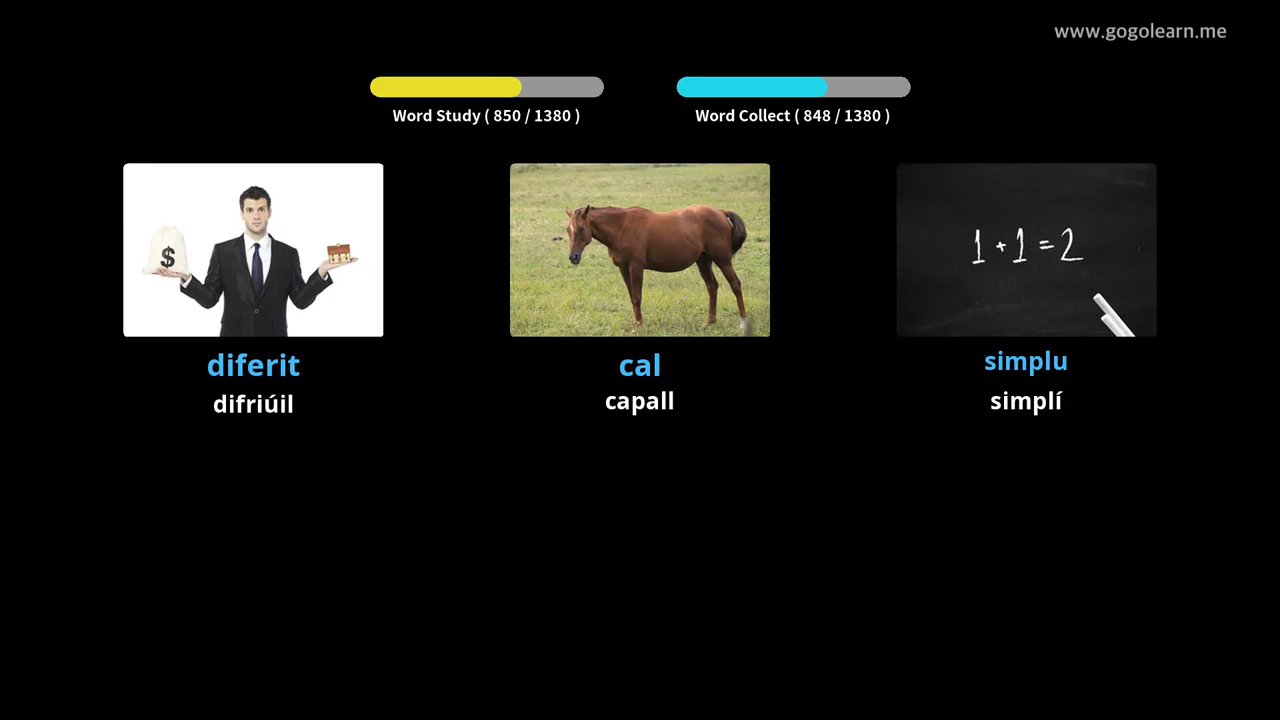 www.gogolearn.me
Word Study ( 850 / 1380 )
Word Collect ( 848 / 1380 )
$
1 + 1 = 2
diferit
difriúil
cal
capall
simplu
simplí